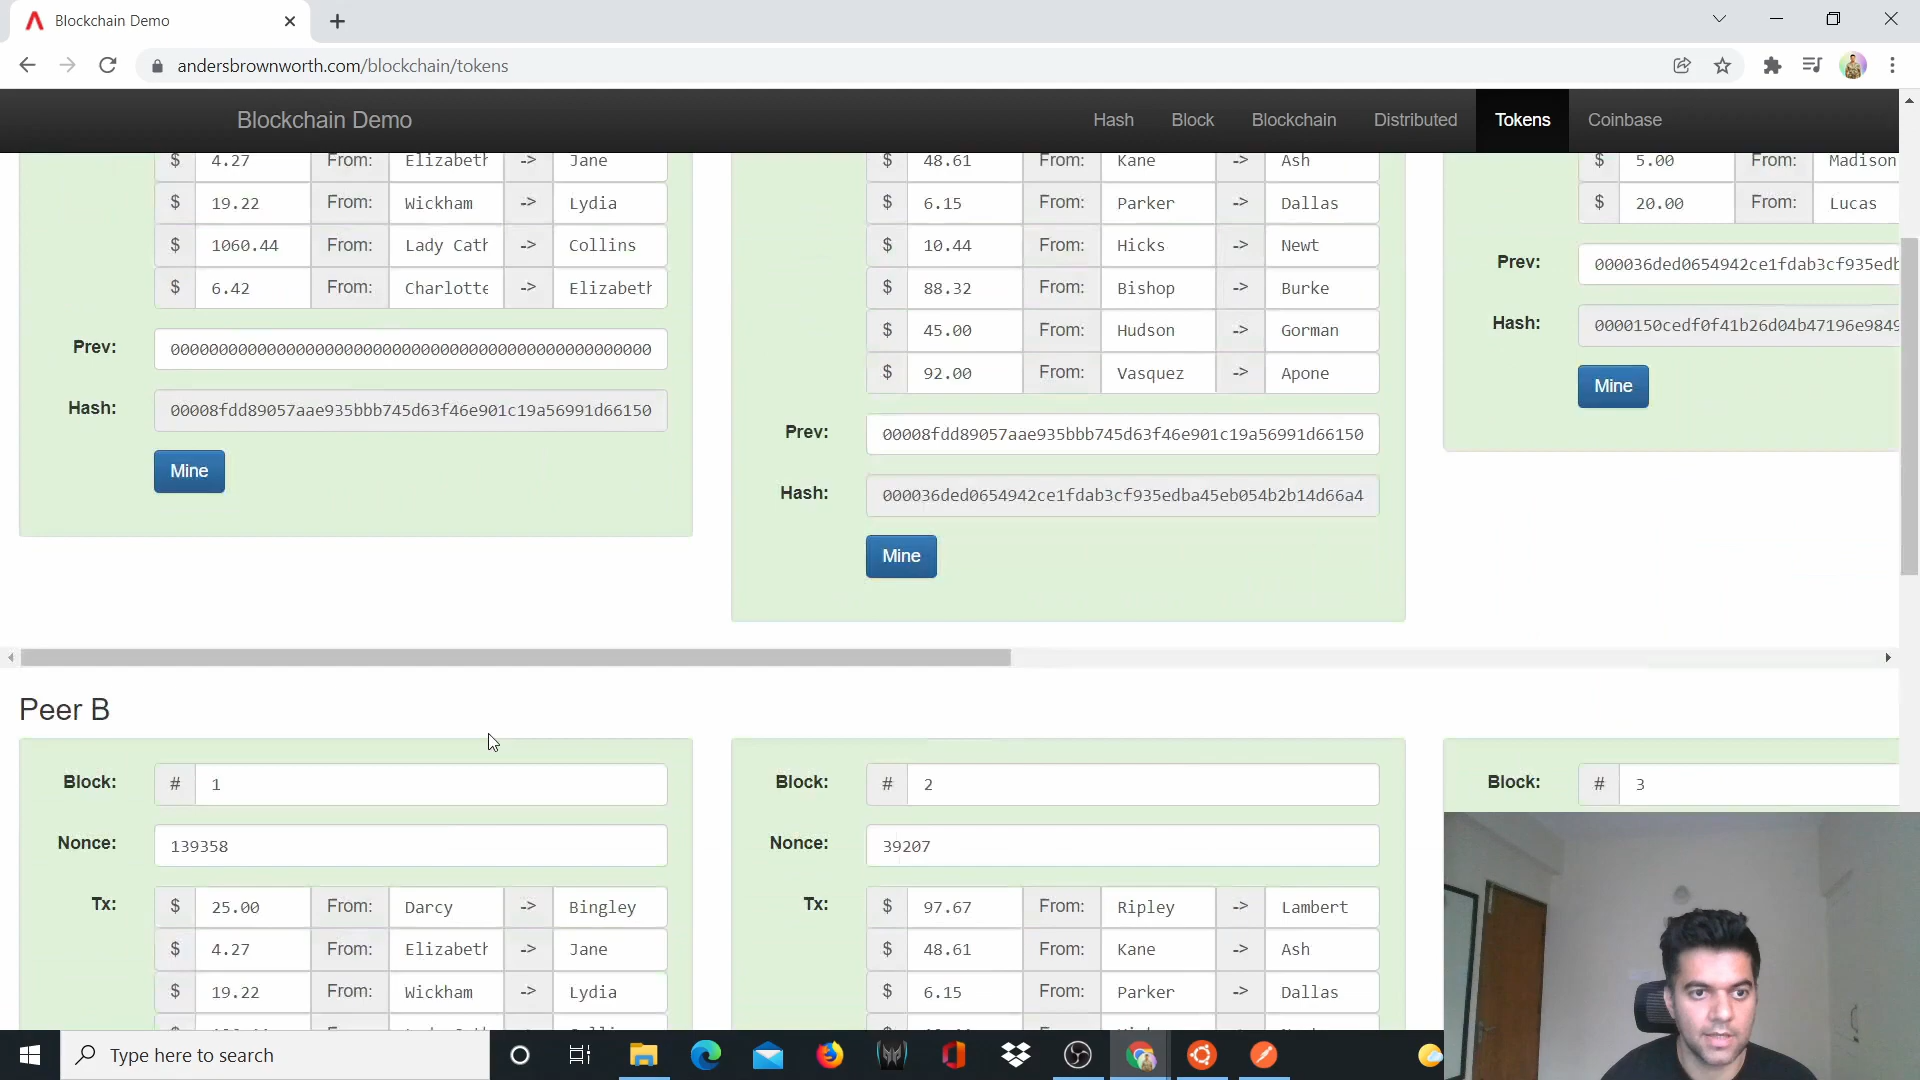 Blockchain Demo
andersbrownworth.com/blockchain/tokens
Blockchain Demo
Hash
Block
Blockchain
Distributed
Tokens
Coinbase
$ 4.27 From: Elizabeth -> Jane
$ 19.22 From: Wickham -> Lydia
$ 1060.44 From: Lady Cath -> Collins
$ 6.42 From: Charlotte -> Elizabeth
Prev: 00000000000000000000000000000000000000000000000000
Hash: 00008fdd89057aae935bbb745d63f46e901c19a56991d66150
Mine
$ 48.61 From: Kane -> Ash
$ 6.15 From: Parker -> Dallas
$ 10.44 From: Hicks -> Newt
$ 88.32 From: Bishop -> Burke
$ 45.00 From: Hudson -> Gorman
$ 92.00 From: Vasquez -> Apone
Prev: 00008fdd89057aae935bbb745d63f46e901c19a56991d66150
Hash: 000036ded0654942ce1fdab3cf935edba45eb054b2b14d66a4
Mine
$ 5.00 From: Madison
$ 20.00 From: Lucas
Prev: 000036ded0654942ce1fdab3cf935edb
Hash: 0000150cedf0f41b26d04b47196e9849
Mine
Peer B
Block: # 1
Nonce: 139358
Tx: $ 25.00 From: Darcy -> Bingley
$ 4.27 From: Elizabeth -> Jane
$ 19.22 From: Wickham -> Lydia
Block: # 2
Nonce: 39207
Tx: $ 97.67 From: Ripley -> Lambert
$ 48.61 From: Kane -> Ash
$ 6.15 From: Parker -> Dallas
Block: # 3
Type here to search